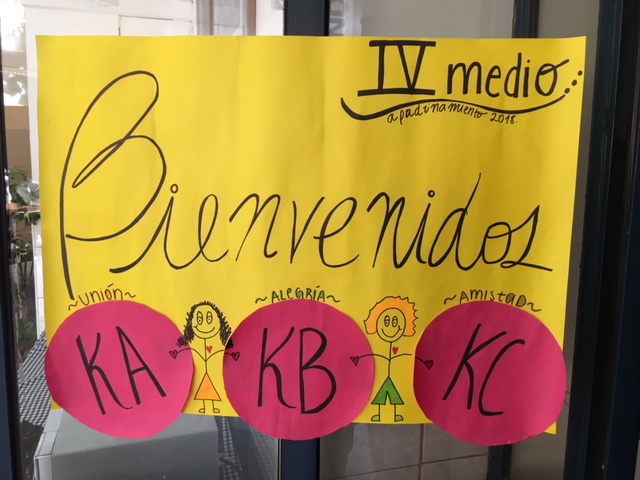 IV medio...
apadrinamiento 2018.
Bienvenidos
~unión~ ~ALEGRÍA~ ~AMISTAD~
KA KB KC